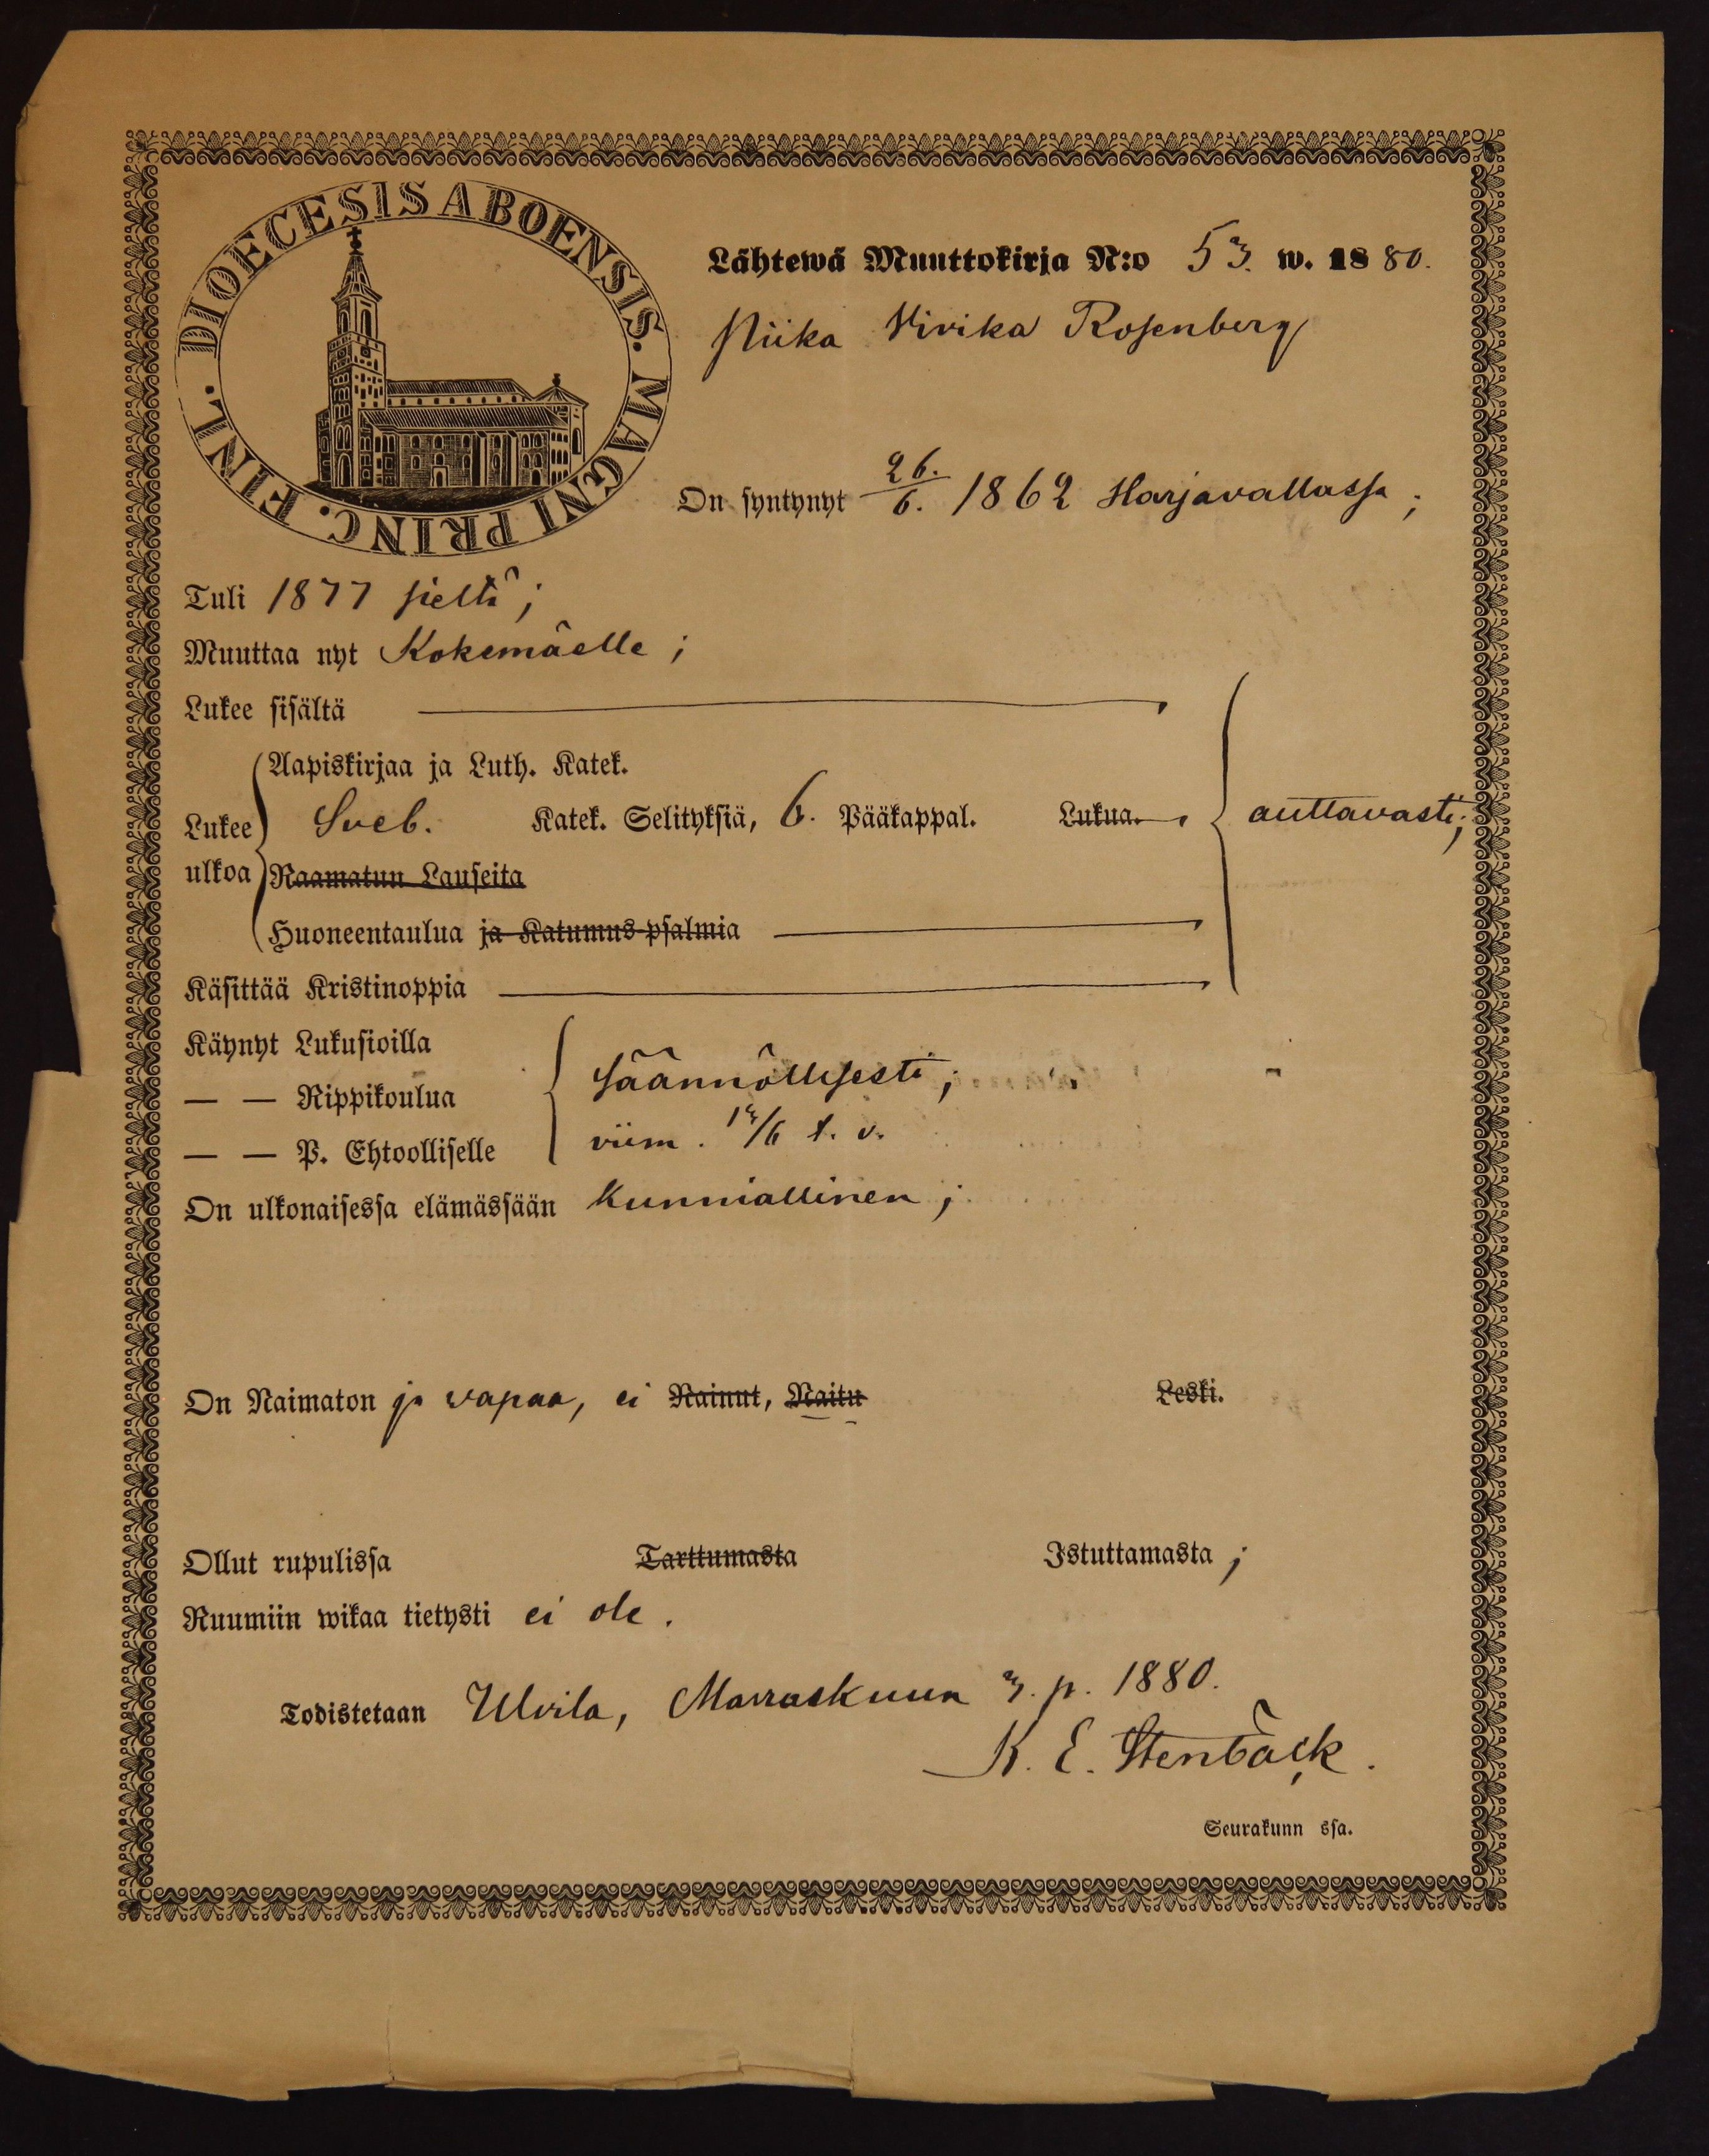 DIOECESIS ABOENSIS. MAGNI PRINC. FINL.
Lähtewä Muuttokirja N:o 53. w. 1880.
Piika Vivika Rosenberg
On syntynyt 26./6. 1862 Harjavallassa;
Tuli 1877 sieltä;
Muuttaa nyt Kokemäelle;
Lukee sisältä
Aapiskirjaa ja Luth. Katek.
Lukee Sveb. Katek. Selityksiä, 6. Pääkappal. Lukua. auttavasti;
ulkoa Raamatun Lauseita
Huoneentaulua ja Katumus-psalmia
Käsittää Kristinoppia
Käynyt Lukusioilla
— — Rippikoulua säännöllisesti;
— — P. Ehtoolliselle viim. 13/6 t. v.
On ulkonaisessa elämässään kunniallinen;
On Naimaton ja vapaa, ei Nainut, Naitu Leski.
Ollut rupulissa Tarttumasta Istuttamasta;
Ruumiin wikaa tietysti ei ole.
Todistetaan Ulvila, Marraskuun 3. p. 1880.
K. E. Stenbäck.
Seurakunn ssa.